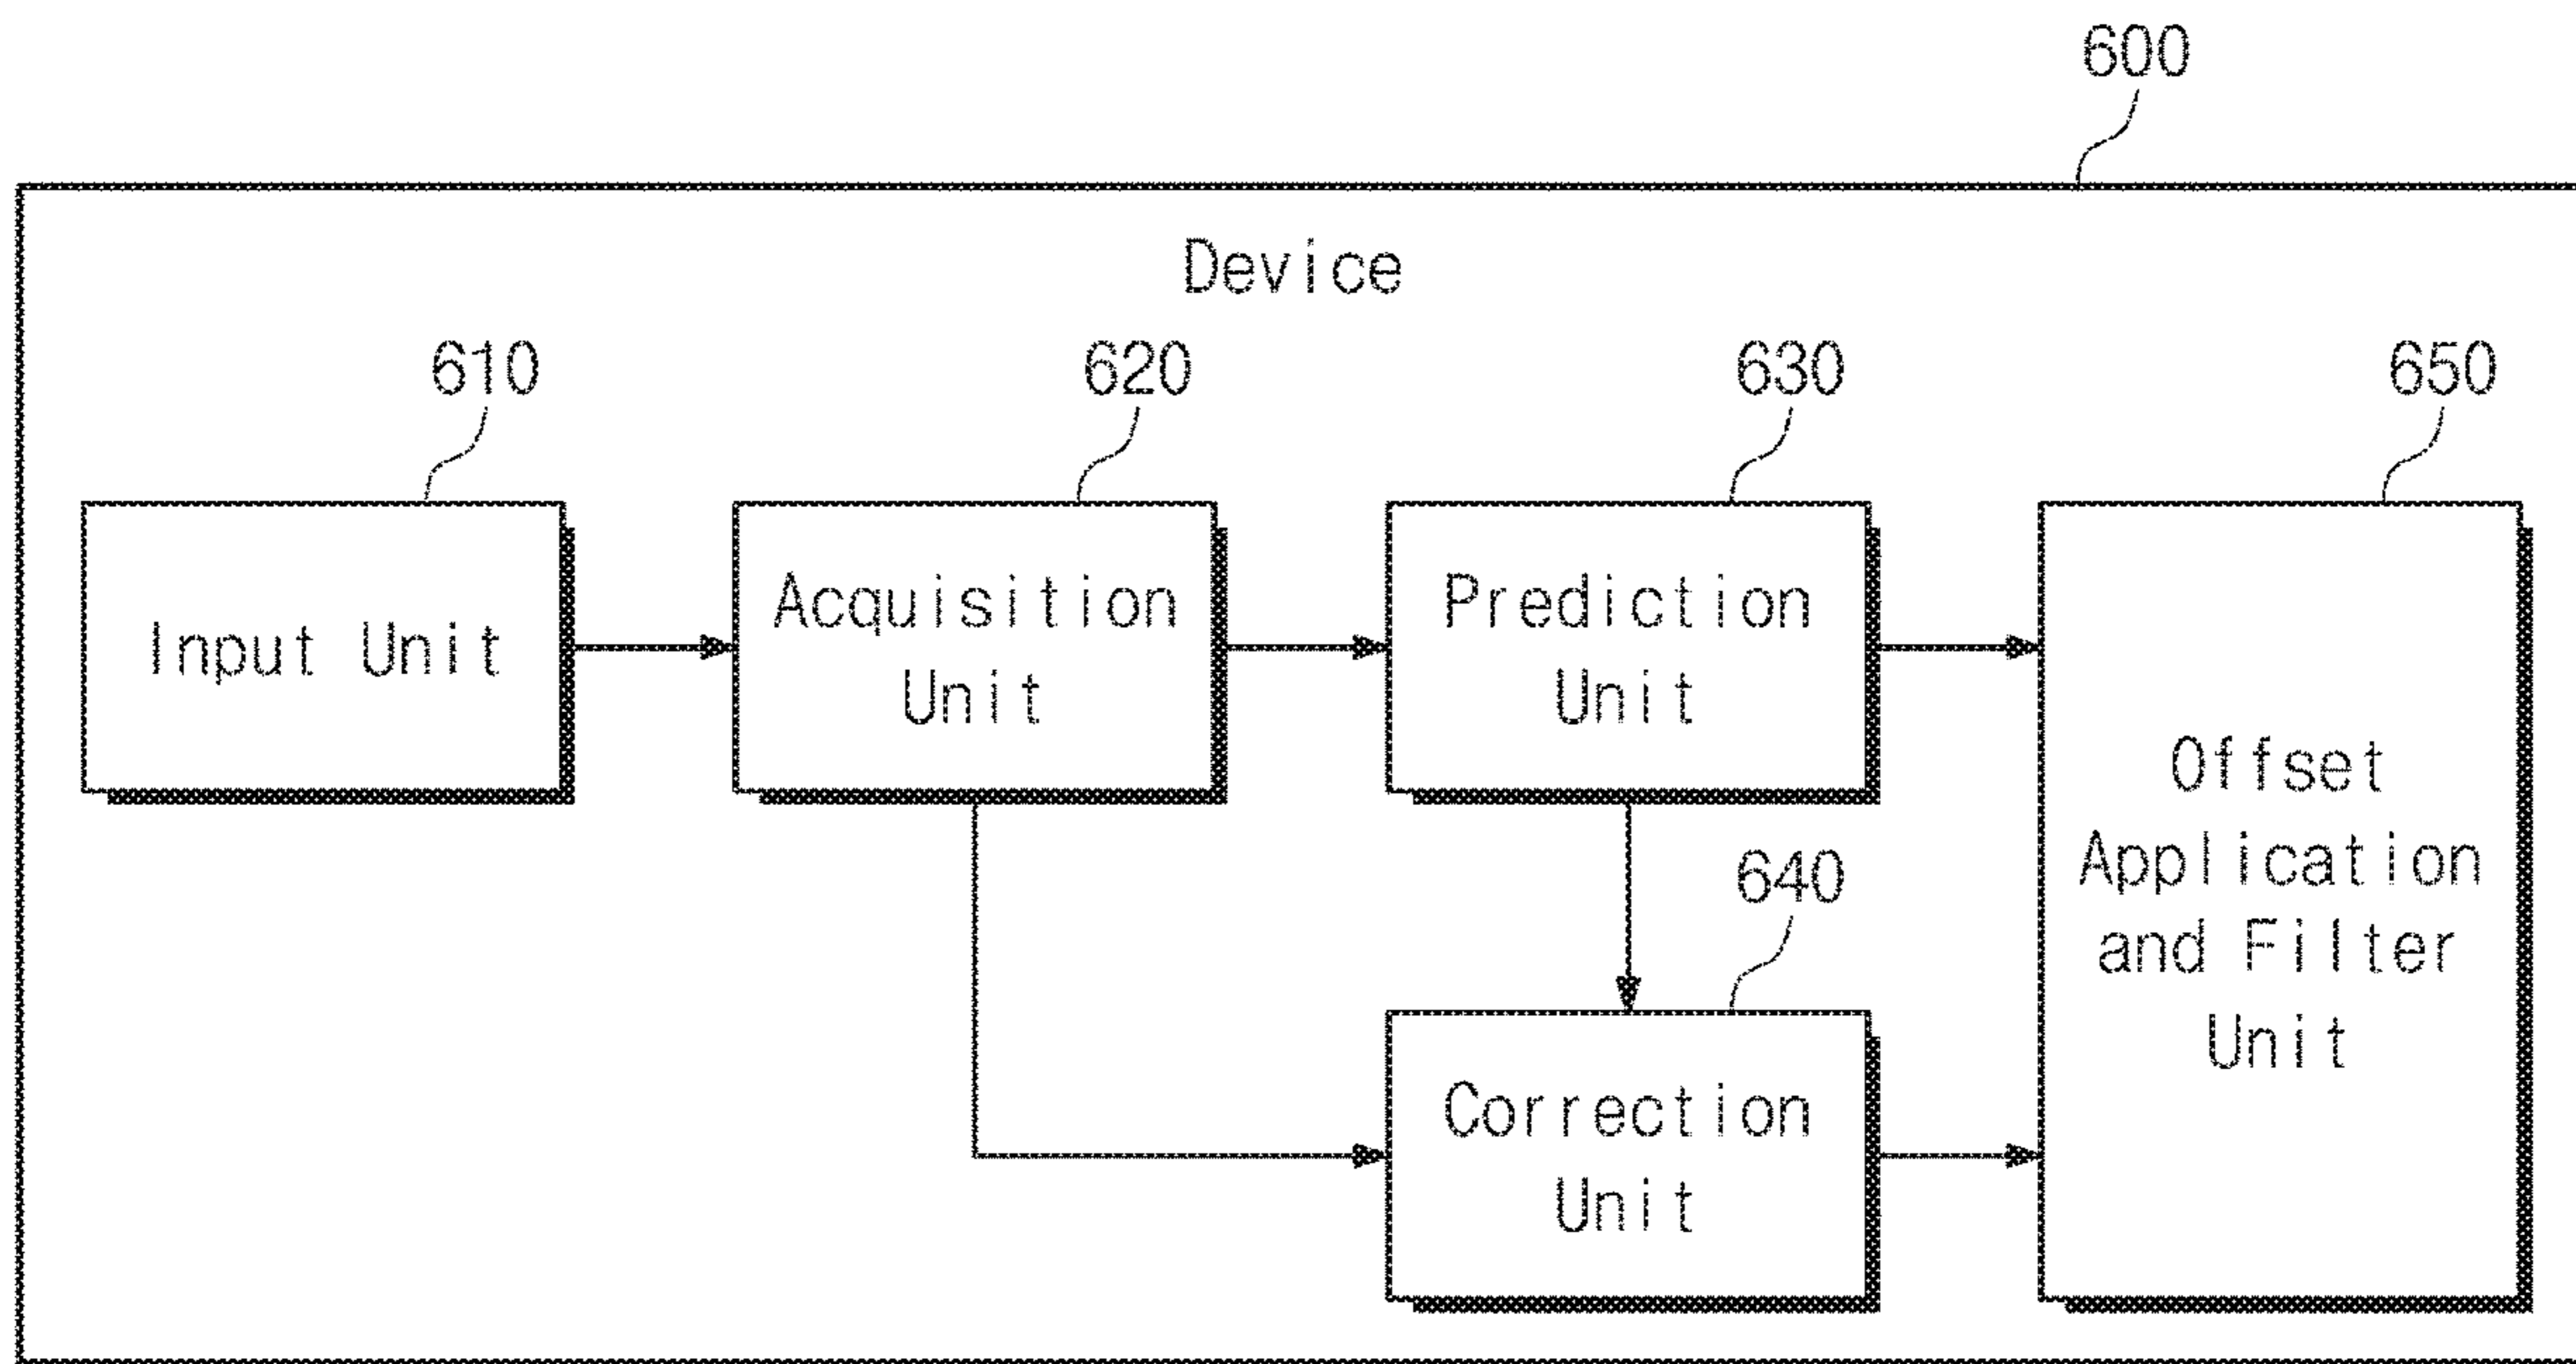 600
Device
610
620
630
650
Input Unit
Acquisition
Unit
Prediction
Unit
Offset
Application
and Filter
Unit
640
Correction
Unit